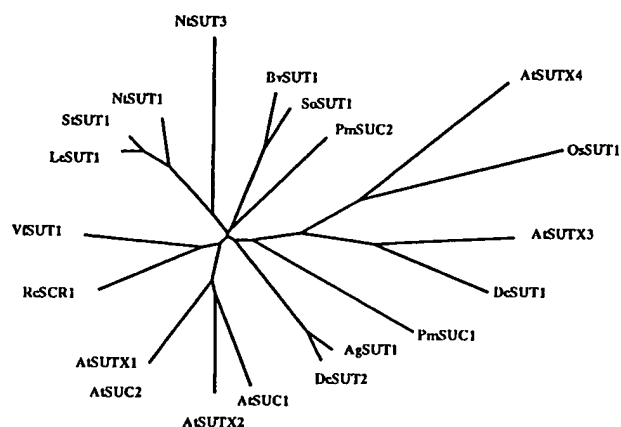 NtSUT3
BvSUT1
SoSUT1
AtSUTX4
NtSUT1
StSUT1
PmSUC2
LeSUT1
OsSUT1
VfSUT1
AtSUTX3
RcSCR1
DcSUT1
PmSUC1
AgSUT1
AtSUTX1
DcSUT2
AtSUC2
AtSUC1
AtSUTX2